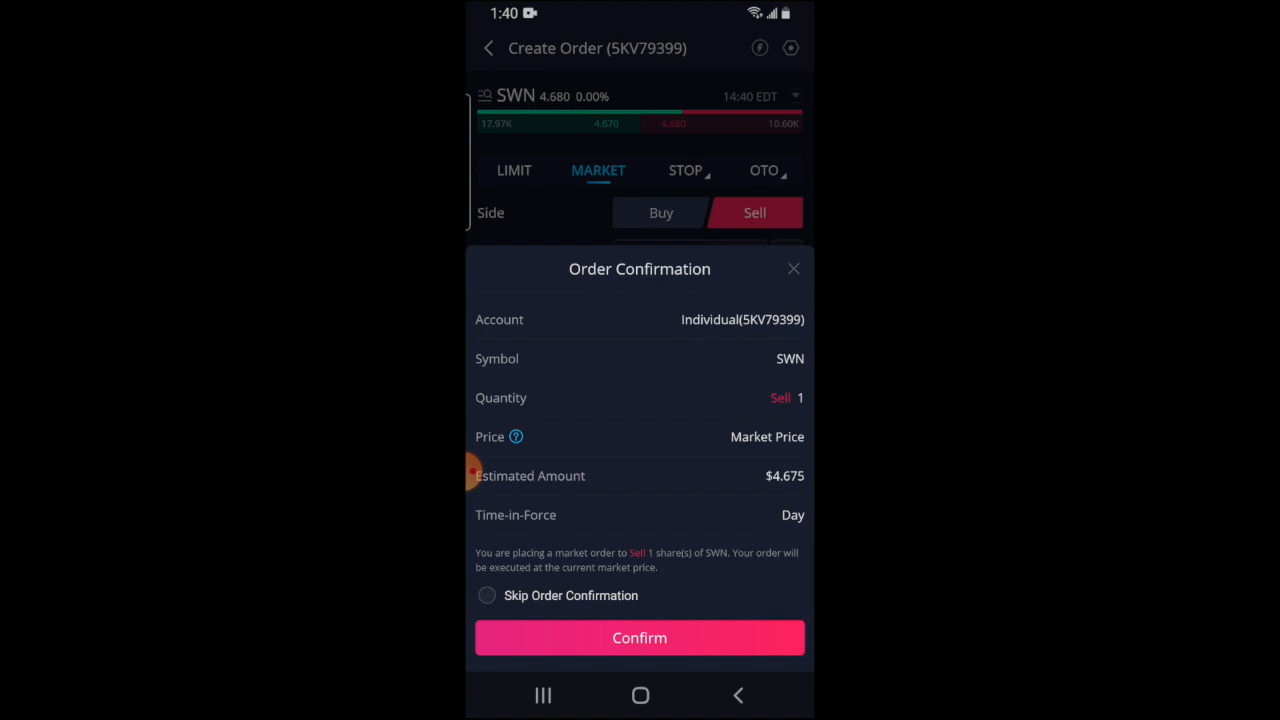 1:40
Create Order (5KV79399)
SWN 4.680 0.00% 14:40 EDT
17.97K 4.670 4.680 10.60K
LIMIT MARKET STOP OTO
Side Buy Sell
Order Confirmation
Account Individual(5KV79399)
Symbol SWN
Quantity Sell 1
Price ? Market Price
Estimated Amount $4.675
Time-in-Force Day
You are placing a market order to Sell 1 share(s) of SWN. Your order will
be executed at the current market price.
Skip Order Confirmation
Confirm